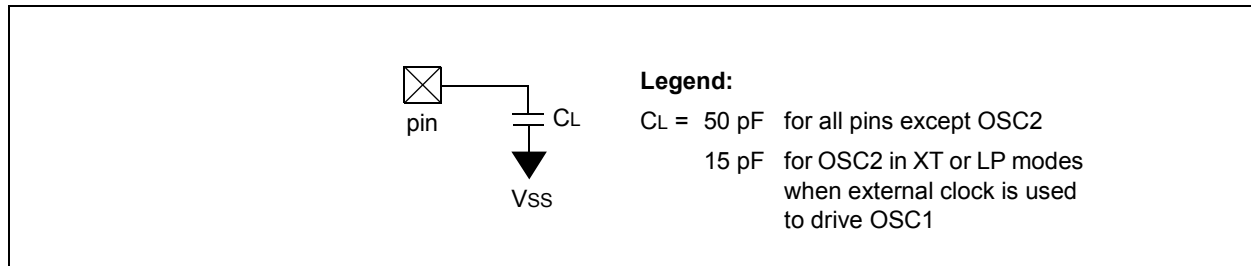 Legend:
pin
CL
CL = 50 pF for all pins except OSC2
15 pF for OSC2 in XT or LP modes
when external clock is used
to drive OSC1
VSS